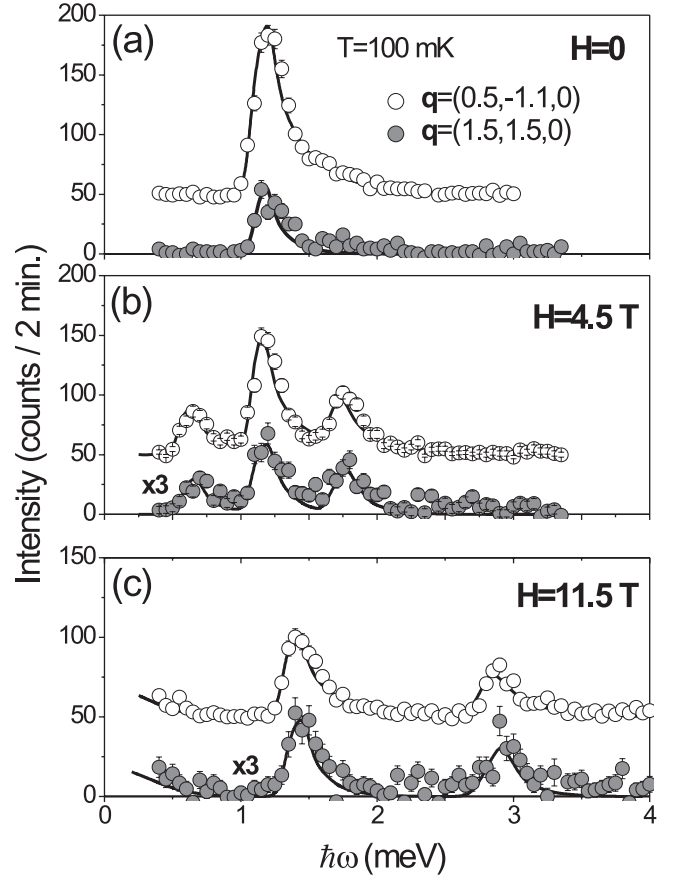 (a)
T=100 mK
H=0
q=(0.5,-1.1,0)
q=(1.5,1.5,0)
200
150
100
50
0
(b)
H=4.5 T
x3
200
150
100
50
0
(c)
H=11.5 T
x3
150
100
50
0
0 1 2 3 4
Intensity (counts / 2 min.)
ħω (meV)